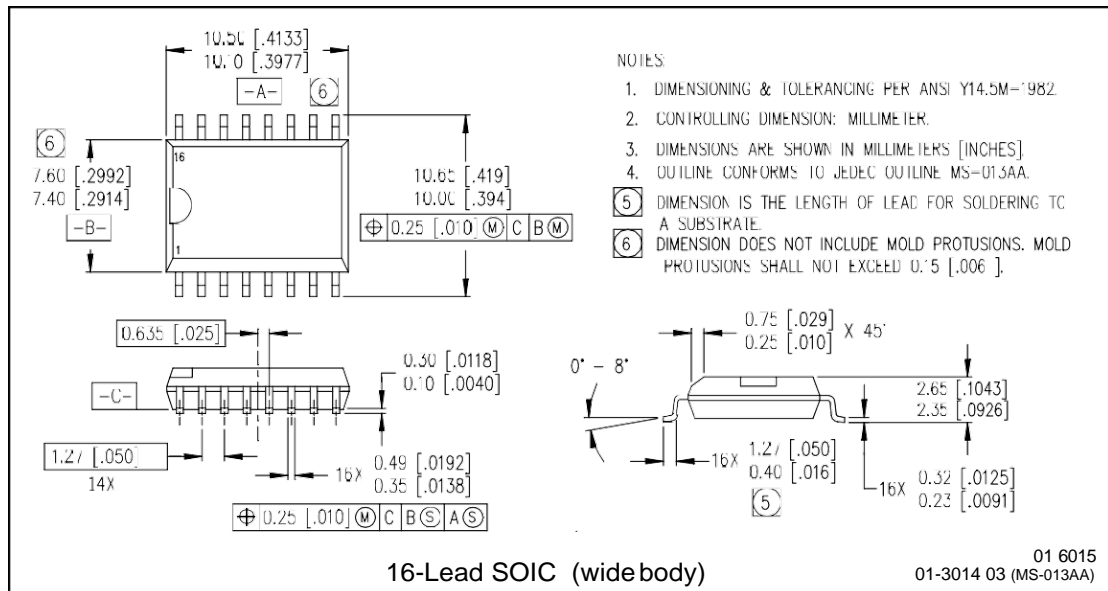 10.50 [.4133]
10.10 [.3977]
-A-
6
6
7.60 [.2992]
7.40 [.2914]
-B-
16
1
10.65 [.419]
10.00 [.394]
⌖ 0.25 [.010] Ⓜ C B Ⓜ
NOTES:
1. DIMENSIONING & TOLERANCING PER ANSI Y14.5M-1982.
2. CONTROLLING DIMENSION: MILLIMETER.
3. DIMENSIONS ARE SHOWN IN MILLIMETERS [INCHES].
4. OUTLINE CONFORMS TO JEDEC OUTLINE MS-013AA.
5 DIMENSION IS THE LENGTH OF LEAD FOR SOLDERING TO
A SUBSTRATE.
6 DIMENSION DOES NOT INCLUDE MOLD PROTUSIONS. MOLD
PROTUSIONS SHALL NOT EXCEED 0.15 [.006 ].
0.635 [.025]
-C-
0.30 [.0118]
0.10 [.0040]
1.27 [.050]
14X
16X 0.49 [.0192]
0.35 [.0138]
⌖ 0.25 [.010] Ⓜ C B Ⓢ A Ⓢ
0.75 [.029]
0.25 [.010]
X 45°
0° - 8°
2.65 [.1043]
2.35 [.0926]
16X 1.27 [.050]
0.40 [.016]
5
16X 0.32 [.0125]
0.23 [.0091]
16-Lead SOIC (wide body)
01 6015
01-3014 03 (MS-013AA)